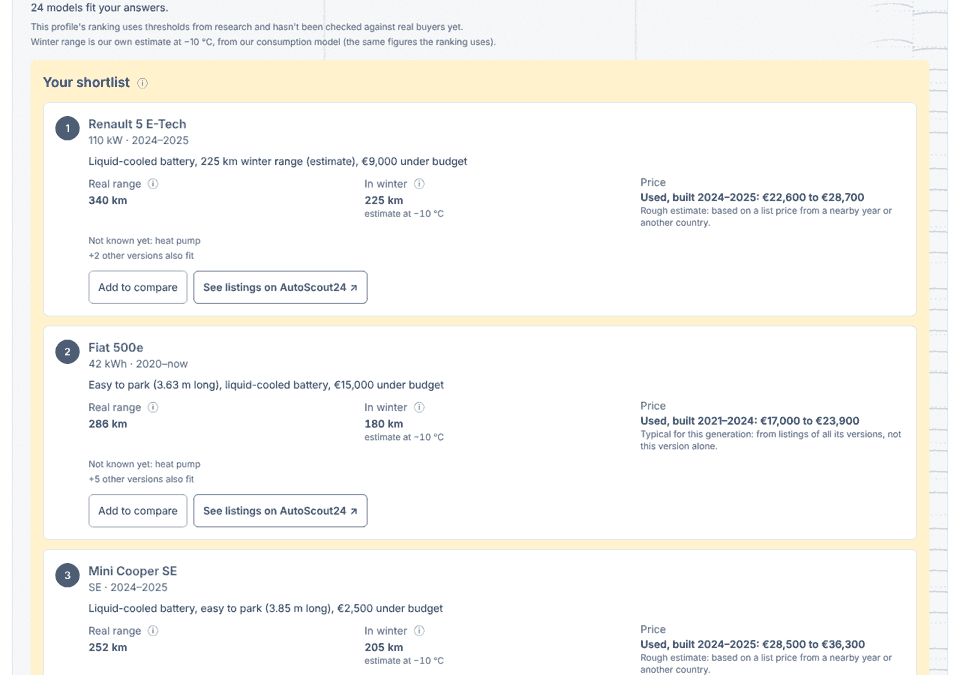 24 models fit your answers.
This profile's ranking uses thresholds from research and hasn't been checked against real buyers yet.
Winter range is our own estimate at −10 °C, from our consumption model (the same figures the ranking uses).
Your shortlist ⓘ
1
Renault 5 E-Tech
110 kW · 2024–2025
Liquid-cooled battery, 225 km winter range (estimate), €9,000 under budget
Real range ⓘ
340 km
In winter ⓘ
225 km
estimate at −10 °C
Price
Used, built 2024–2025: €22,600 to €28,700
Rough estimate: based on a list price from a nearby year or
another country.
Not known yet: heat pump
+2 other versions also fit
Add to compare
See listings on AutoScout24 ↗
2
Fiat 500e
42 kWh · 2020–now
Easy to park (3.63 m long), liquid-cooled battery, €15,000 under budget
Real range ⓘ
286 km
In winter ⓘ
180 km
estimate at −10 °C
Price
Used, built 2021–2024: €17,000 to €23,900
Typical for this generation: from listings of all its versions, not
this version alone.
Not known yet: heat pump
+5 other versions also fit
Add to compare
See listings on AutoScout24 ↗
3
Mini Cooper SE
SE · 2024–2025
Liquid-cooled battery, easy to park (3.85 m long), €2,500 under budget
Real range ⓘ
252 km
In winter ⓘ
205 km
estimate at −10 °C
Price
Used, built 2024–2025: €28,500 to €36,300
Rough estimate: based on a list price from a nearby year or
another country.